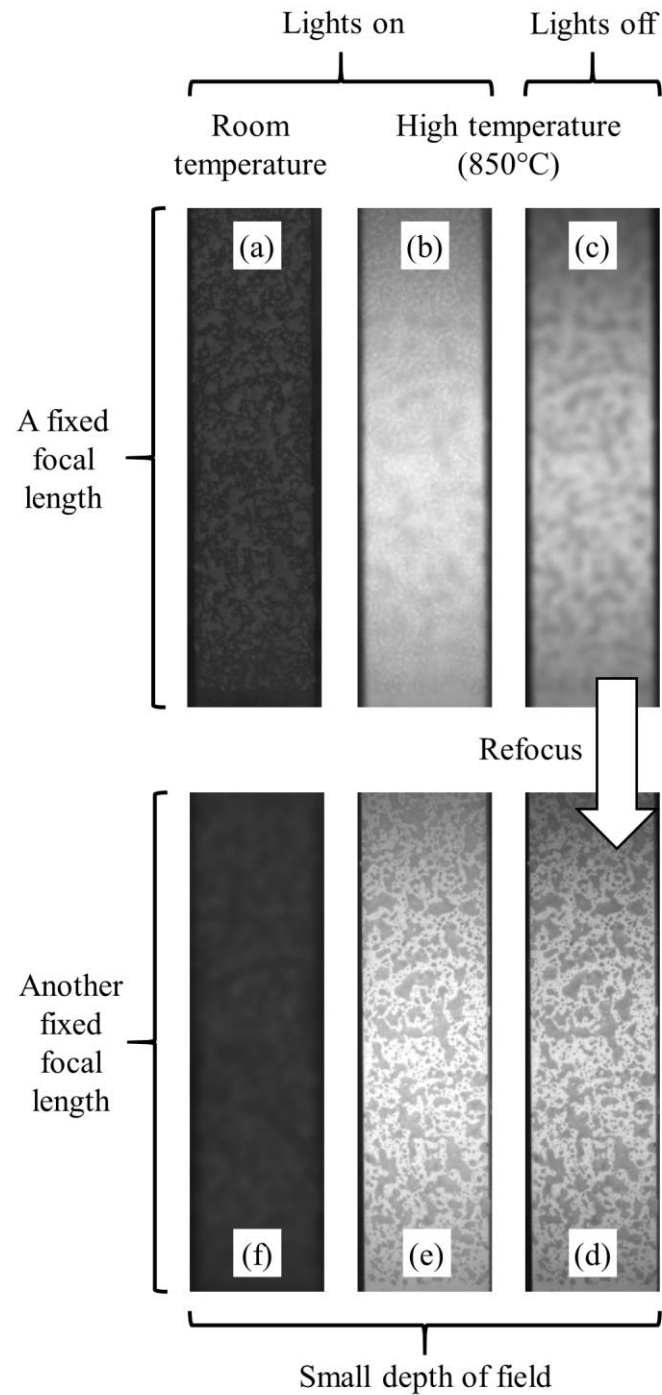 Lights on
Lights off
Room
temperature
High temperature
(850°C)
(a)
(b)
(c)
A fixed
focal
length
Refocus
Another
fixed
focal
length
(f)
(e)
(d)
Small depth of field